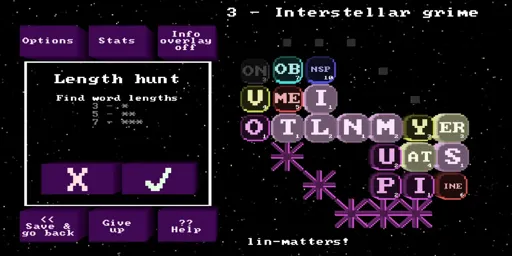 3 - Interstellar grime
Options
Stats
Info
overlay
off
Length hunt
Find word lengths
3 - *
5 - **
7 - ***
X ✓
<<
Save &
go back
Give
up
??
Help
ON OB NSP
V ME I
O T L N M Y ER
U AT S
P I INE
lin-matters!